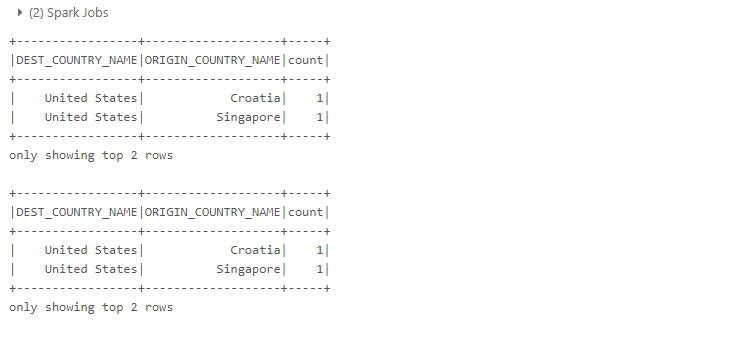 (2) Spark Jobs
+----------------+-------------------+-----+
|DEST_COUNTRY_NAME|ORIGIN_COUNTRY_NAME|count|
+----------------+-------------------+-----+
|    United States|            Croatia|    1|
|    United States|          Singapore|    1|
+----------------+-------------------+-----+
only showing top 2 rows
+----------------+-------------------+-----+
|DEST_COUNTRY_NAME|ORIGIN_COUNTRY_NAME|count|
+----------------+-------------------+-----+
|    United States|            Croatia|    1|
|    United States|          Singapore|    1|
+----------------+-------------------+-----+
only showing top 2 rows